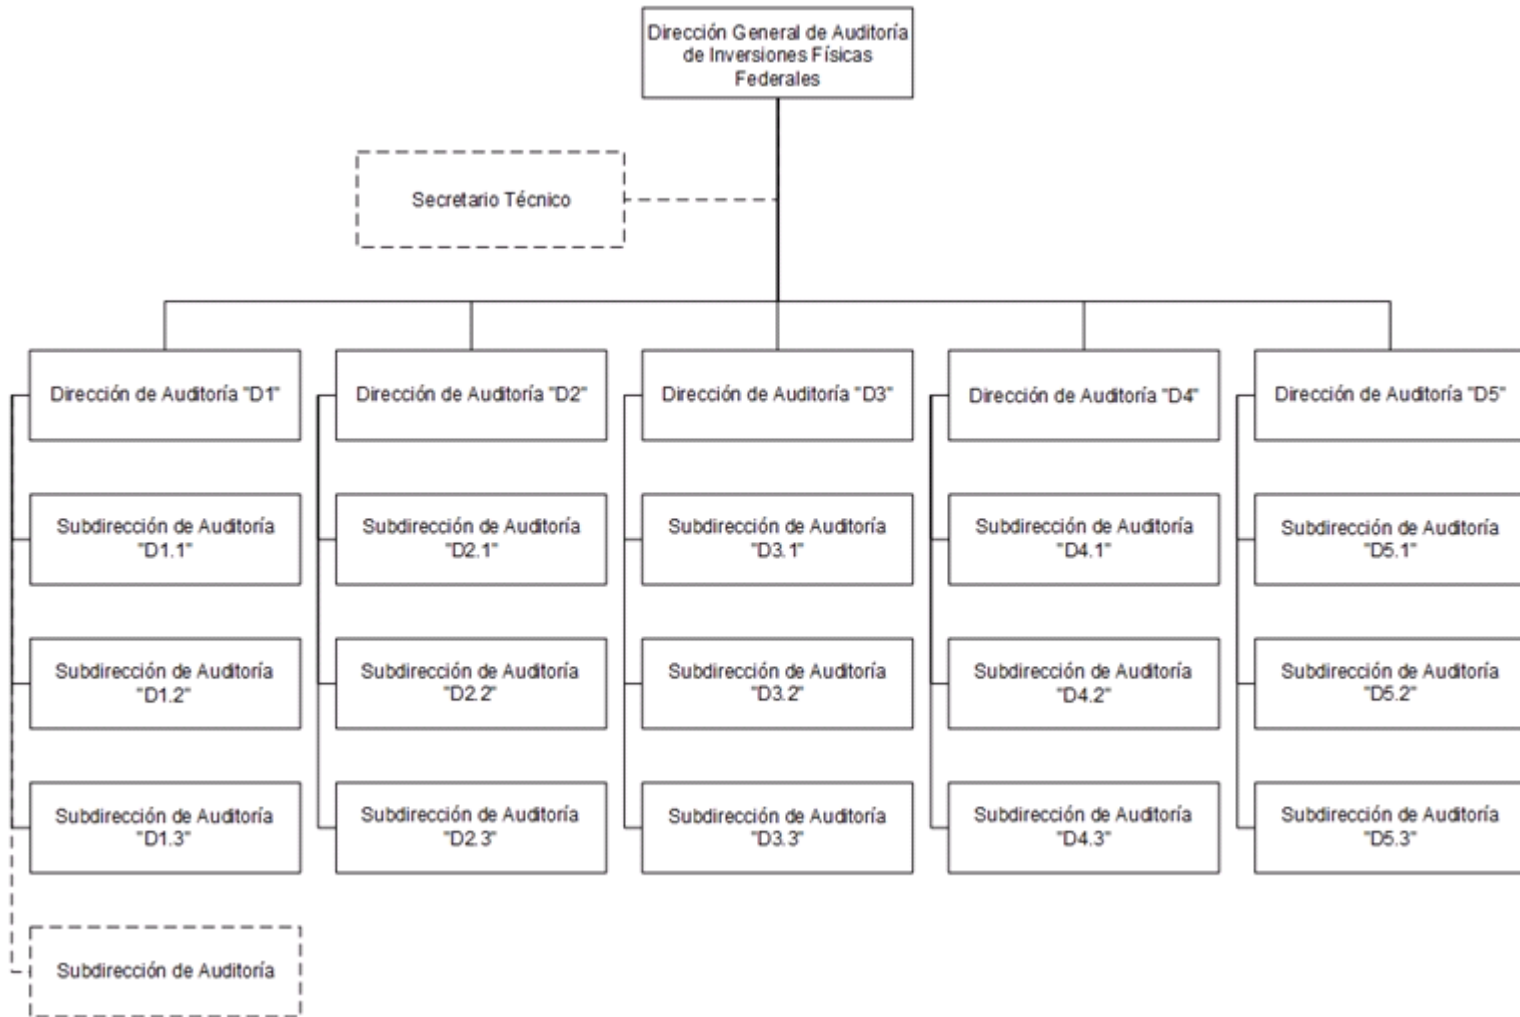 Dirección General de Auditoría
de Inversiones Físicas
Federales
Secretario Técnico
Dirección de Auditoría "D1"
Dirección de Auditoría "D2"
Dirección de Auditoría "D3"
Dirección de Auditoría "D4"
Dirección de Auditoría "D5"
Subdirección de Auditoría
"D1.1"
Subdirección de Auditoría
"D2.1"
Subdirección de Auditoría
"D3.1"
Subdirección de Auditoría
"D4.1"
Subdirección de Auditoría
"D5.1"
Subdirección de Auditoría
"D1.2"
Subdirección de Auditoría
"D2.2"
Subdirección de Auditoría
"D3.2"
Subdirección de Auditoría
"D4.2"
Subdirección de Auditoría
"D5.2"
Subdirección de Auditoría
"D1.3"
Subdirección de Auditoría
"D2.3"
Subdirección de Auditoría
"D3.3"
Subdirección de Auditoría
"D4.3"
Subdirección de Auditoría
"D5.3"
Subdirección de Auditoría